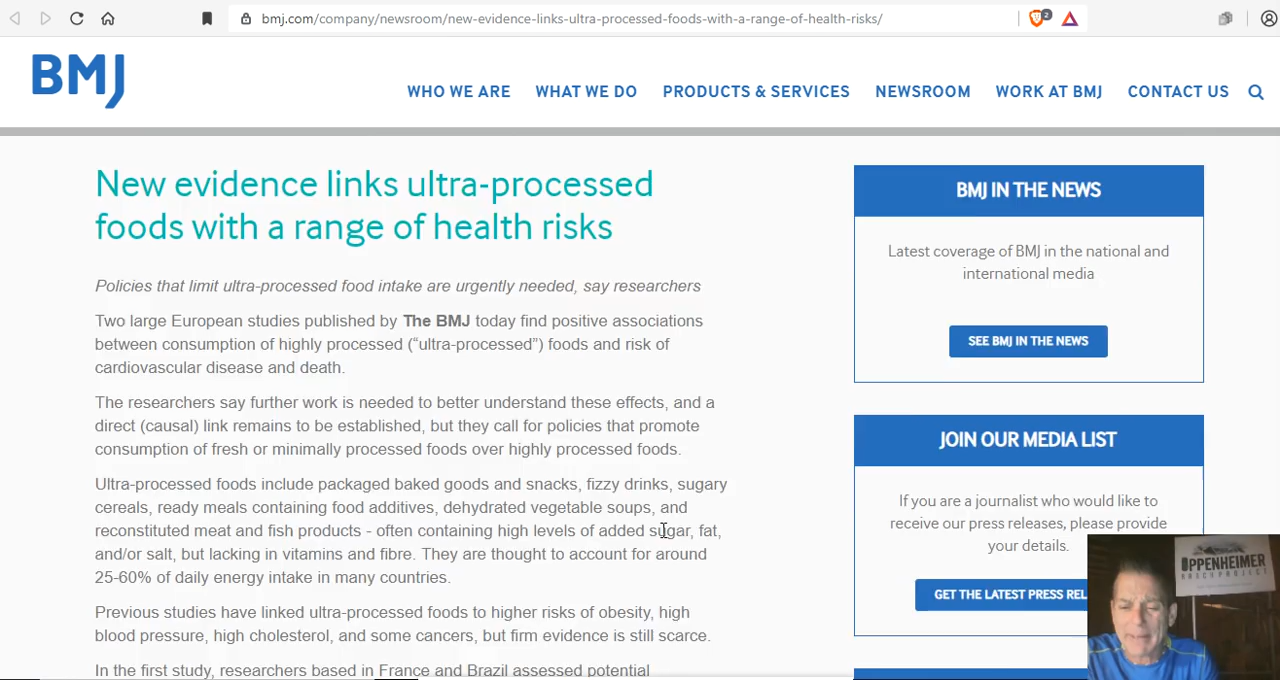 bmj.com/company/newsroom/new-evidence-links-ultra-processed-foods-with-a-range-of-health-risks/
2
BMJ
WHO WE ARE WHAT WE DO PRODUCTS & SERVICES NEWSROOM WORK AT BMJ CONTACT US
New evidence links ultra-processed
foods with a range of health risks
Policies that limit ultra-processed food intake are urgently needed, say researchers
Two large European studies published by The BMJ today find positive associations
between consumption of highly processed (“ultra-processed”) foods and risk of
cardiovascular disease and death.
The researchers say further work is needed to better understand these effects, and a
direct (causal) link remains to be established, but they call for policies that promote
consumption of fresh or minimally processed foods over highly processed foods.
Ultra-processed foods include packaged baked goods and snacks, fizzy drinks, sugary
cereals, ready meals containing food additives, dehydrated vegetable soups, and
reconstituted meat and fish products - often containing high levels of added sugar, fat,
and/or salt, but lacking in vitamins and fibre. They are thought to account for around
25-60% of daily energy intake in many countries.
Previous studies have linked ultra-processed foods to higher risks of obesity, high
blood pressure, high cholesterol, and some cancers, but firm evidence is still scarce.
In the first study, researchers based in France and Brazil assessed potential
BMJ IN THE NEWS
Latest coverage of BMJ in the national and
international media
SEE BMJ IN THE NEWS
JOIN OUR MEDIA LIST
If you are a journalist who would like to
receive our press releases, please provide
your details.
GET THE LATEST PRESS REL
OPPENHEIMER
RANCH PROJECT